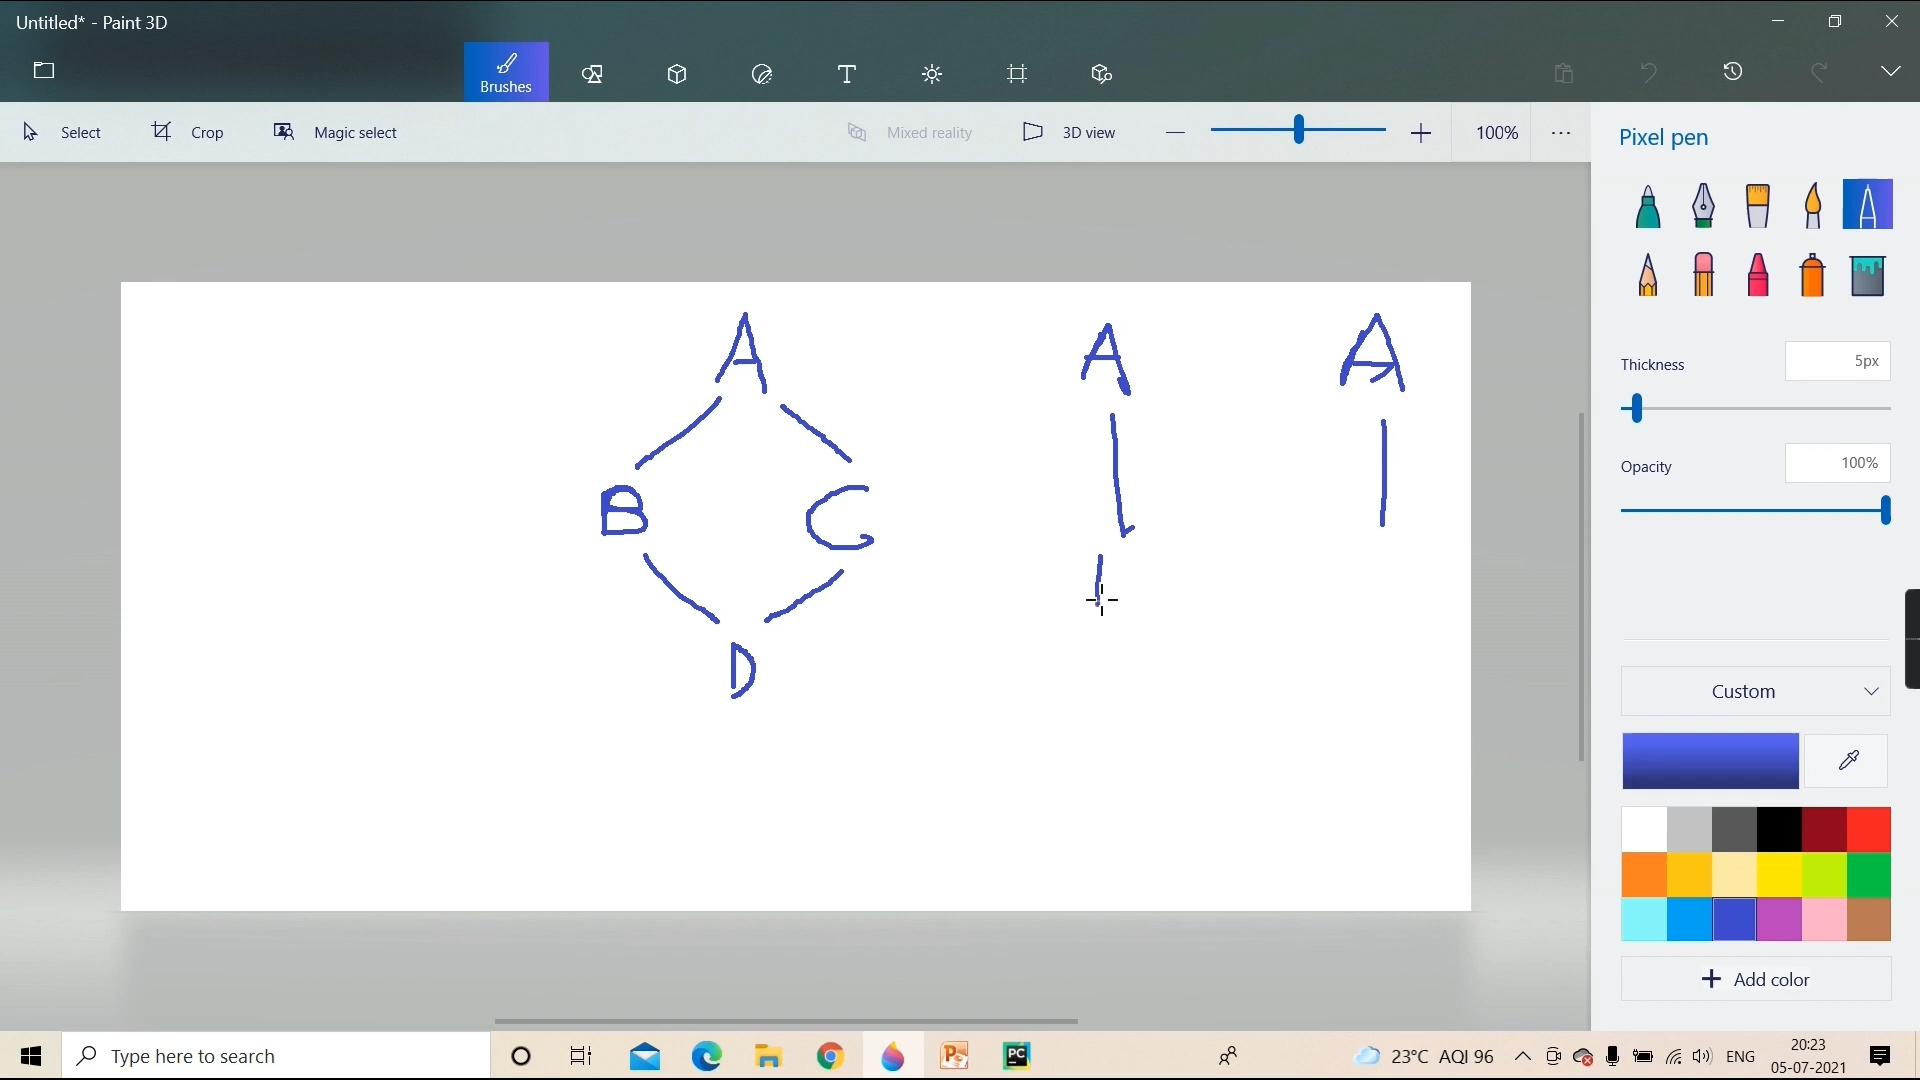 Untitled* - Paint 3D
Brushes
Select Crop Magic select Mixed reality 3D view 100% ...
Pixel pen
Thickness 5px
Opacity 100%
Custom
Add color
A A A
B C
D
Type here to search
PC
23°C AQI 96
ENG
20:23
05-07-2021